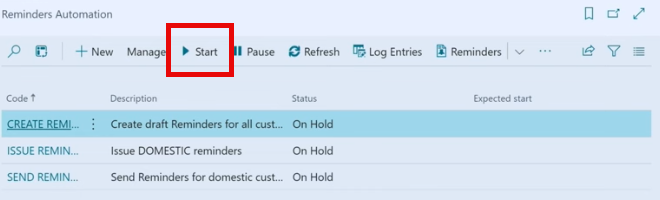 Reminders Automation
New Manage Start Pause Refresh Log Entries Reminders ...
Code ↑ Description Status Expected start
CREATE REMI... Create draft Reminders for all cust... On Hold
ISSUE REMIN... Issue DOMESTIC reminders On Hold
SEND REMIN... Send Reminders for domestic cust... On Hold